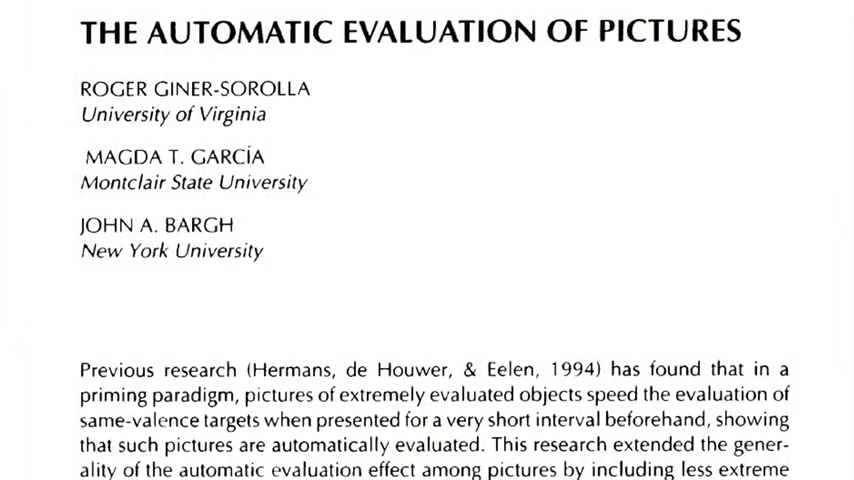 THE AUTOMATIC EVALUATION OF PICTURES
ROGER GINER-SOROLLA
University of Virginia
MAGDA T. GARCÍA
Montclair State University
JOHN A. BARGH
New York University
Previous research (Hermans, de Houwer, & Eelen, 1994) has found that in a
priming paradigm, pictures of extremely evaluated objects speed the evaluation of
same-valence targets when presented for a very short interval beforehand, showing
that such pictures are automatically evaluated. This research extended the gener-
ality of the automatic evaluation effect among pictures by including less extreme